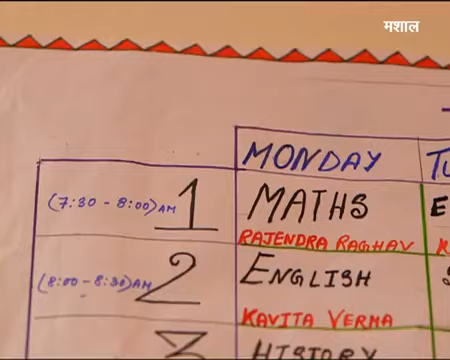 मशाल
MONDAY
(7:30 - 8:00)AM 1 MATHS
RAJENDRA RAGHAV
(8:00 - 8:30)AM 2 ENGLISH
KAVITA VERMA
3 HISTORY